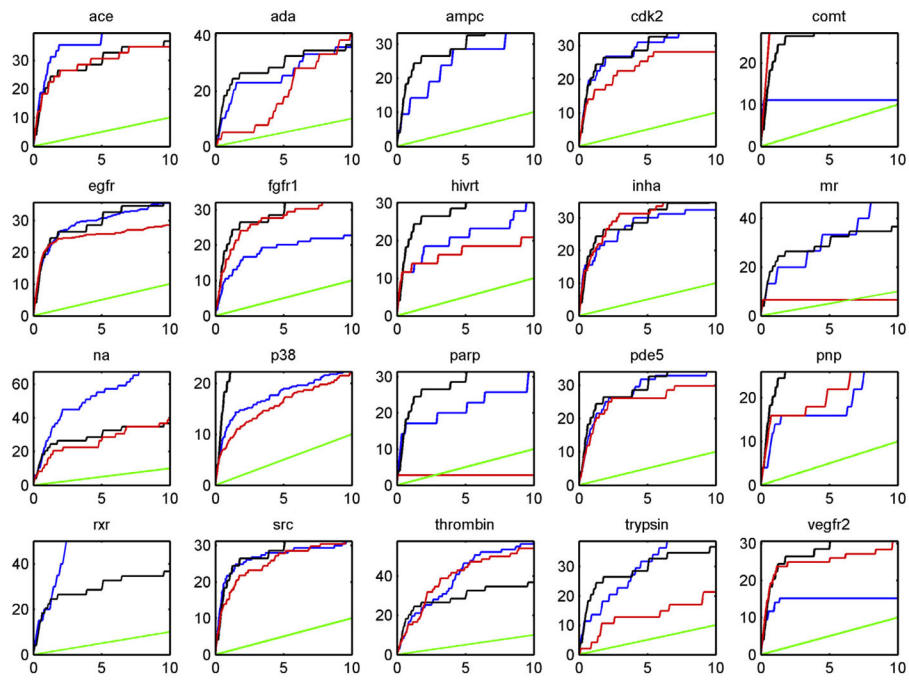 ace ada ampc cdk2 comt
30 20 10 0 0 5 10
40 20 0 0 5 10
30 20 10 0 0 5 10
30 20 10 0 0 5 10
20 10 0 0 5 10
egfr fgfr1 hivrt inha mr
30 20 10 0 0 5 10
30 20 10 0 0 5 10
30 20 10 0 0 5 10
30 20 10 0 0 5 10
40 20 0 0 5 10
na p38 parp pde5 pnp
60 40 20 0 0 5 10
20 10 0 0 5 10
30 20 10 0 0 5 10
30 20 10 0 0 5 10
20 10 0 0 5 10
rxr src thrombin trypsin vegfr2
40 20 0 0 5 10
30 20 10 0 0 5 10
40 20 0 0 5 10
30 20 10 0 0 5 10
30 20 10 0 0 5 10